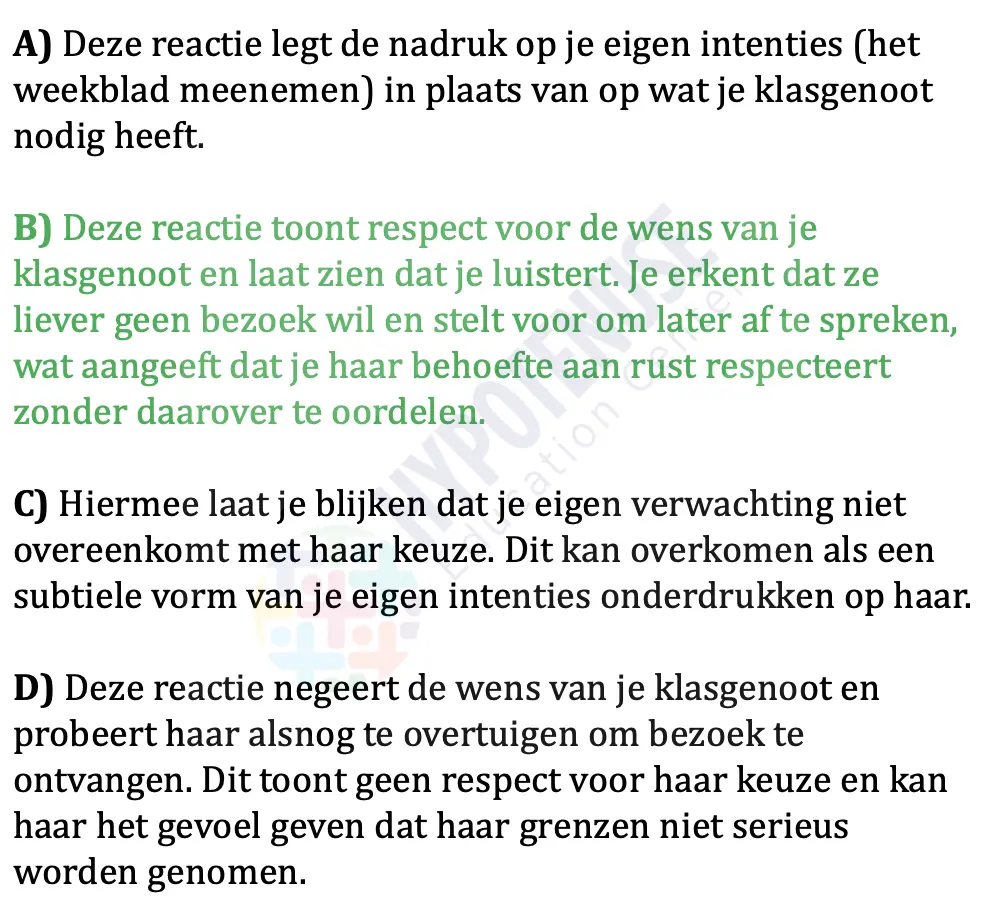 A) Deze reactie legt de nadruk op je eigen intenties (het
weekblad meenemen) in plaats van op wat je klasgenoot
nodig heeft.
B) Deze reactie toont respect voor de wens van je
klasgenoot en laat zien dat je luistert. Je erkent dat ze
liever geen bezoek wil en stelt voor om later af te spreken,
wat aangeeft dat je haar behoefte aan rust respecteert
zonder daarover te oordelen.
C) Hiermee laat je blijken dat je eigen verwachting niet
overeenkomt met haar keuze. Dit kan overkomen als een
subtiele vorm van je eigen intenties onderdrukken op haar.
D) Deze reactie negeert de wens van je klasgenoot en
probeert haar alsnog te overtuigen om bezoek te
ontvangen. Dit toont geen respect voor haar keuze en kan
haar het gevoel geven dat haar grenzen niet serieus
worden genomen.
HYPOTENUSE
Education Center